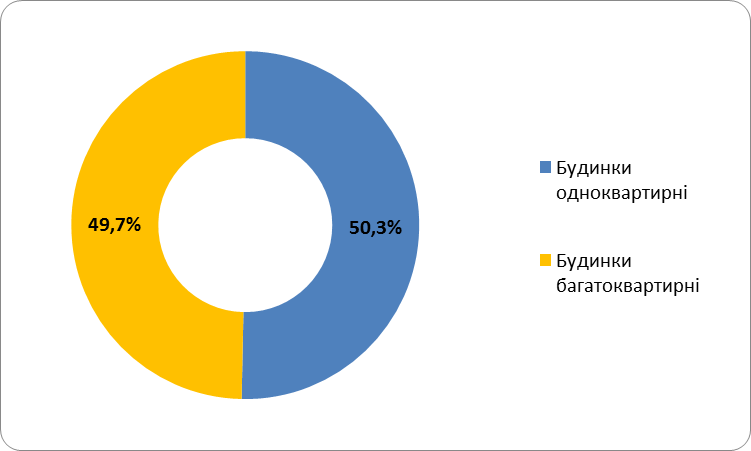 49,7%
50,3%
Будинки
одноквартирні
Будинки
багатоквартирні